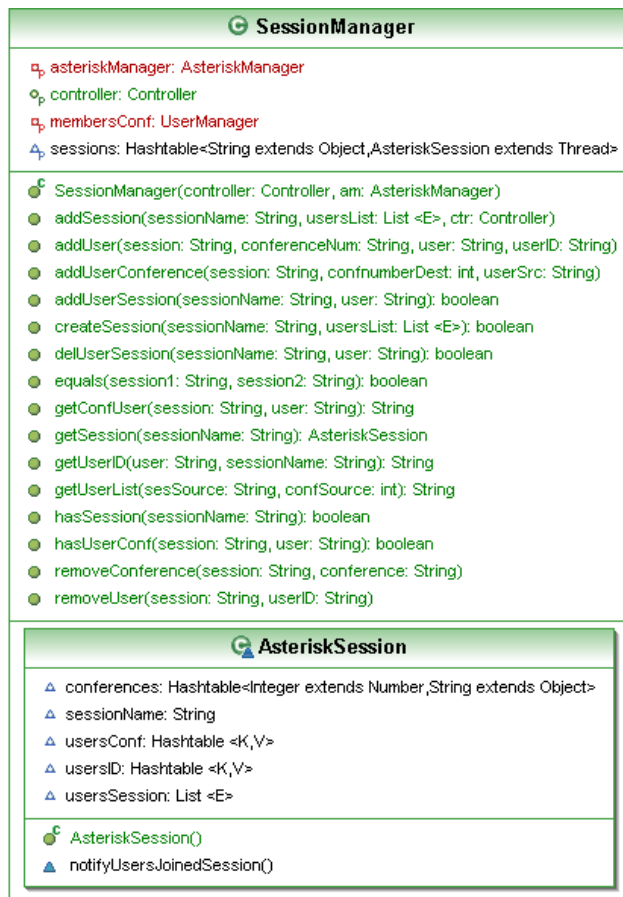 SessionManager
asteriskManager: AsteriskManager
controller: Controller
membersConf: UserManager
sessions: Hashtable<String extends Object,AsteriskSession extends Thread>
SessionManager(controller: Controller, am: AsteriskManager)
addSession(sessionName: String, usersList: List <E>, ctr: Controller)
addUser(session: String, conferenceNum: String, user: String, userID: String)
addUserConference(session: String, confnumberDest: int, userSrc: String)
addUserSession(sessionName: String, user: String): boolean
createSession(sessionName: String, usersList: List <E>): boolean
delUserSession(sessionName: String, user: String): boolean
equals(session1: String, session2: String): boolean
getConfUser(session: String, user: String): String
getSession(sessionName: String): AsteriskSession
getUserID(user: String, sessionName: String): String
getUserList(sesSource: String, confSource: int): String
hasSession(sessionName: String): boolean
hasUserConf(session: String, user: String): boolean
removeConference(session: String, conference: String)
removeUser(session: String, userID: String)
AsteriskSession
conferences: Hashtable<Integer extends Number,String extends Object>
sessionName: String
usersConf: Hashtable <K,V>
usersID: Hashtable <K,V>
usersSession: List <E>
AsteriskSession()
notifyUsersJoinedSession()